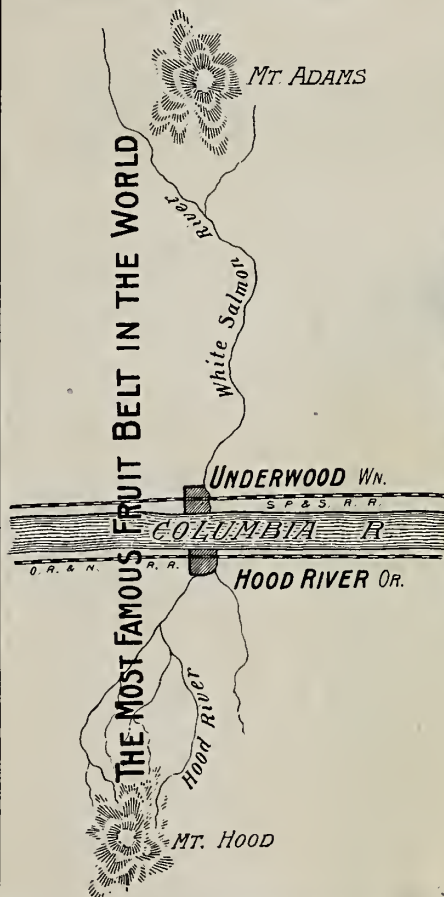 MT. ADAMS
THE MOST FAMOUS FRUIT BELT IN THE WORLD
White Salmon River
UNDERWOOD WN.
S P & S. R. R.
COLUMBIA R.
O. R. & N. R. R.
HOOD RIVER OR.
Hood River
MT. HOOD